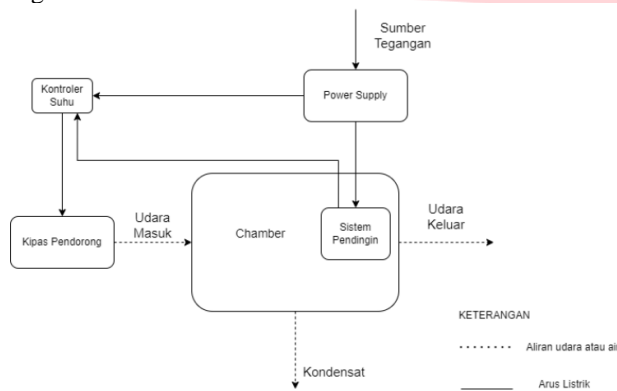 Sumber
Tegangan
Kontroler
Suhu
Power Supply
Udara
Masuk
Kipas Pendorong
Chamber
Sistem
Pendingin
Udara
Keluar
Kondensat
KETERANGAN
Aliran udara atau air
Arus Listrik